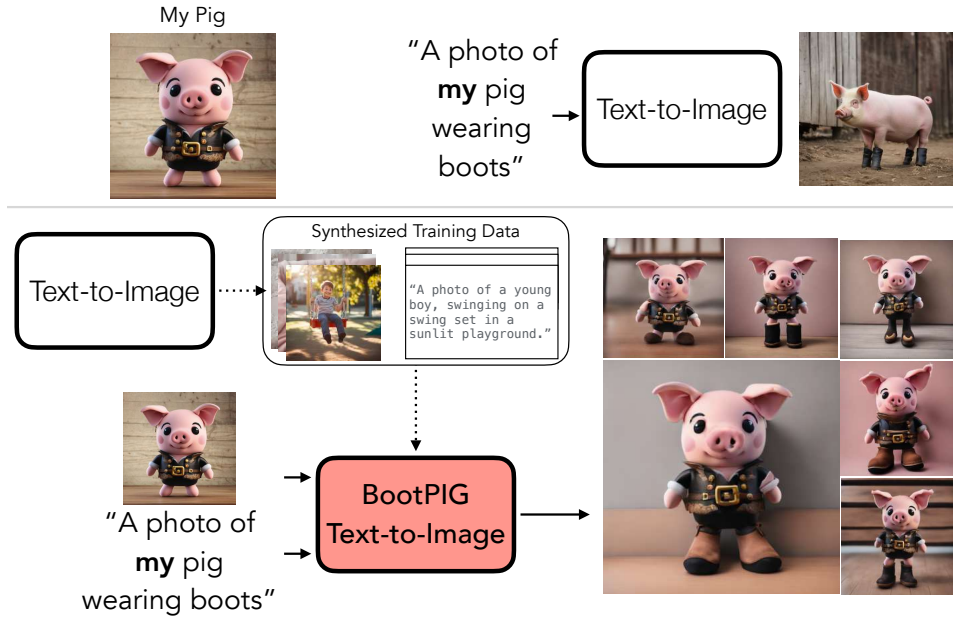 My Pig
“A photo of
my pig
wearing
boots”
Text-to-Image
Text-to-Image
Synthesized Training Data
“A photo of a young
boy, swinging on a
swing set in a
sunlit playground.”
“A photo of
my pig
wearing boots”
BootPIG
Text-to-Image